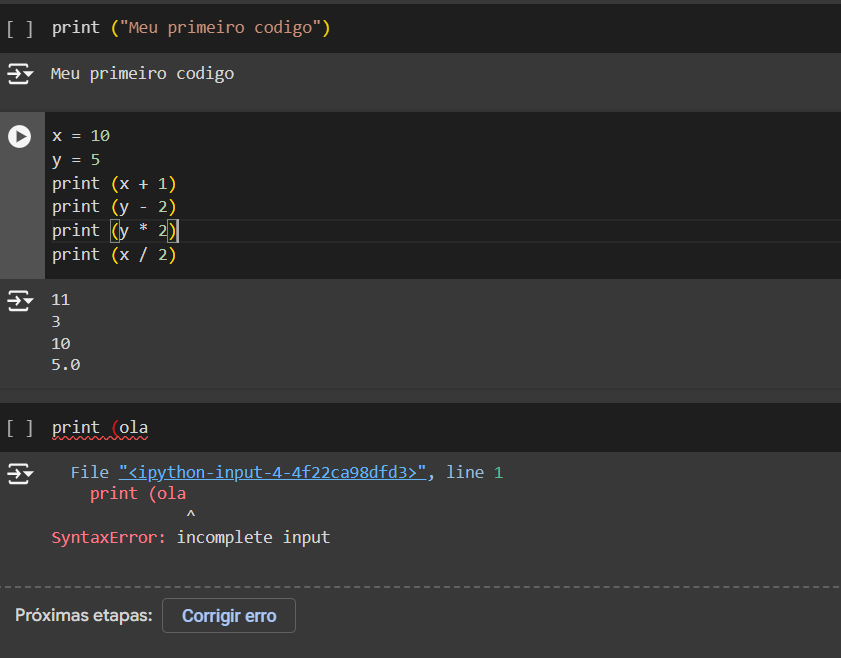 [ ] print ("Meu primeiro codigo")
Meu primeiro codigo
x = 10
y = 5
print (x + 1)
print (y - 2)
print (y * 2)
print (x / 2)
11
3
10
5.0
[ ] print (ola
File "<ipython-input-4-4f22ca98dfd3>", line 1
print (ola
^
SyntaxError: incomplete input
Próximas etapas: Corrigir erro